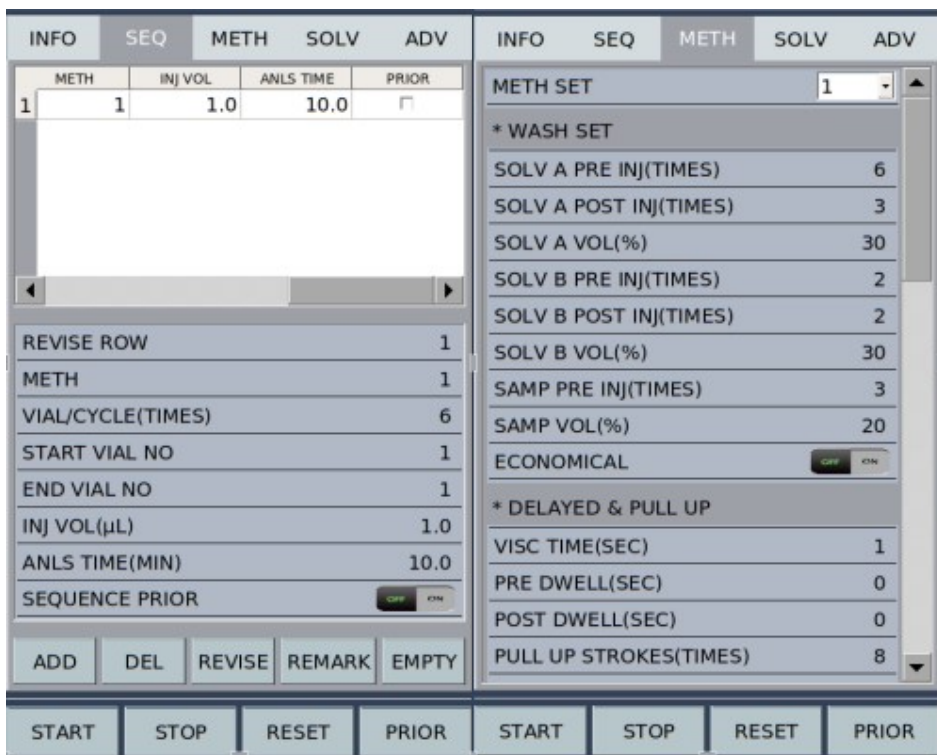 INFO SEQ METH SOLV ADV
METH INJ VOL ANLS TIME PRIOR
1 1 1.0 10.0
REVISE ROW 1
METH 1
VIAL/CYCLE(TIMES) 6
START VIAL NO 1
END VIAL NO 1
INJ VOL(µL) 1.0
ANLS TIME(MIN) 10.0
SEQUENCE PRIOR OFF ON
ADD DEL REVISE REMARK EMPTY
START STOP RESET PRIOR
INFO SEQ METH SOLV ADV
METH SET 1
* WASH SET
SOLV A PRE INJ(TIMES) 6
SOLV A POST INJ(TIMES) 3
SOLV A VOL(%) 30
SOLV B PRE INJ(TIMES) 2
SOLV B POST INJ(TIMES) 2
SOLV B VOL(%) 30
SAMP PRE INJ(TIMES) 3
SAMP VOL(%) 20
ECONOMICAL OFF ON
* DELAYED & PULL UP
VISC TIME(SEC) 1
PRE DWELL(SEC) 0
POST DWELL(SEC) 0
PULL UP STROKES(TIMES) 8
START STOP RESET PRIOR